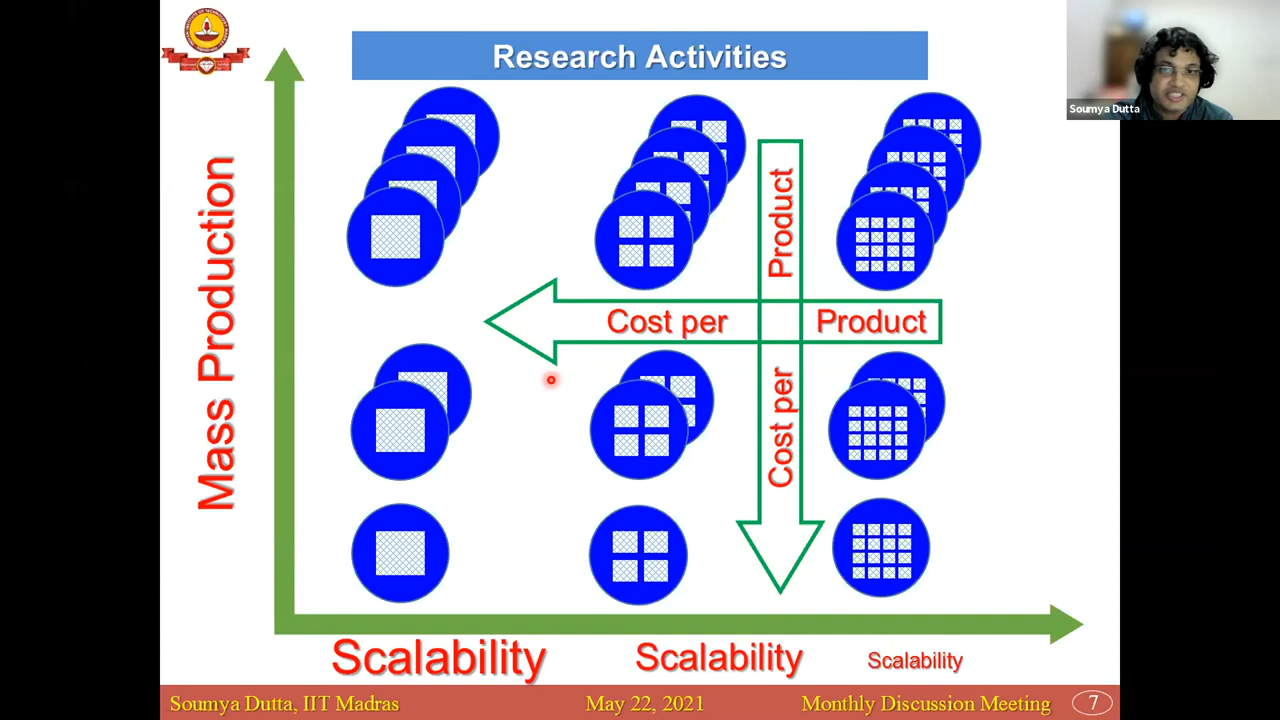 Research Activities
Soumya Dutta
Mass Production
Product
Cost per
Product
Cost per
Scalability
Scalability
Scalability
Soumya Dutta, IIT Madras
May 22, 2021
Monthly Discussion Meeting
7